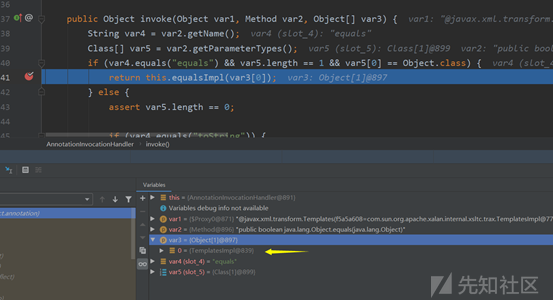 36
37
public Object invoke(Object var1, Method var2, Object[] var3) { var1: "@javax.xml.transform.
38
String var4 = var2.getName(); var4 (slot_4): "equals"
39
Class[] var5 = var2.getParameterTypes(); var5 (slot_5): Class[1]@899 var2: "public bool
40
if (var4.equals("equals") && var5.length == 1 && var5[0] == Object.class) { var4 (slot_
41
return this.equalsImpl(var3[0]); var3: Object[1]@897
42
} else {
43
assert var5.length == 0;
44
if (var4.equals("toString")) {
AnnotationInvocationHandler › invoke()
Variables
this = {AnnotationInvocationHandler@891}
Variables debug info not available
var1 = {$Proxy0@871} "@javax.xml.transform.Templates(f5a5a608=com.sun.org.apache.xalan.internal.xsltc.trax.TemplatesImpl@77
var2 = {Method@896} "public boolean java.lang.Object.equals(java.lang.Object)"
var3 = {Object[1]@897}
0 = {TemplatesImpl@839}
var4 (slot_4) = "equals"
var5 (slot_5) = {Class[1]@899}
ct.annotation)
flect)
先知社区